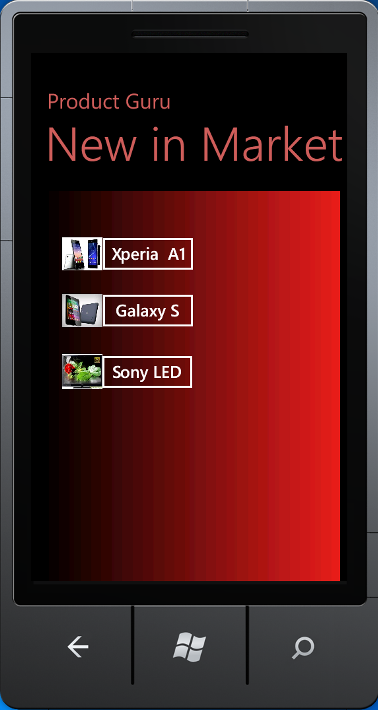 Product Guru
New in Market
Xperia A1
Galaxy S
Sony LED